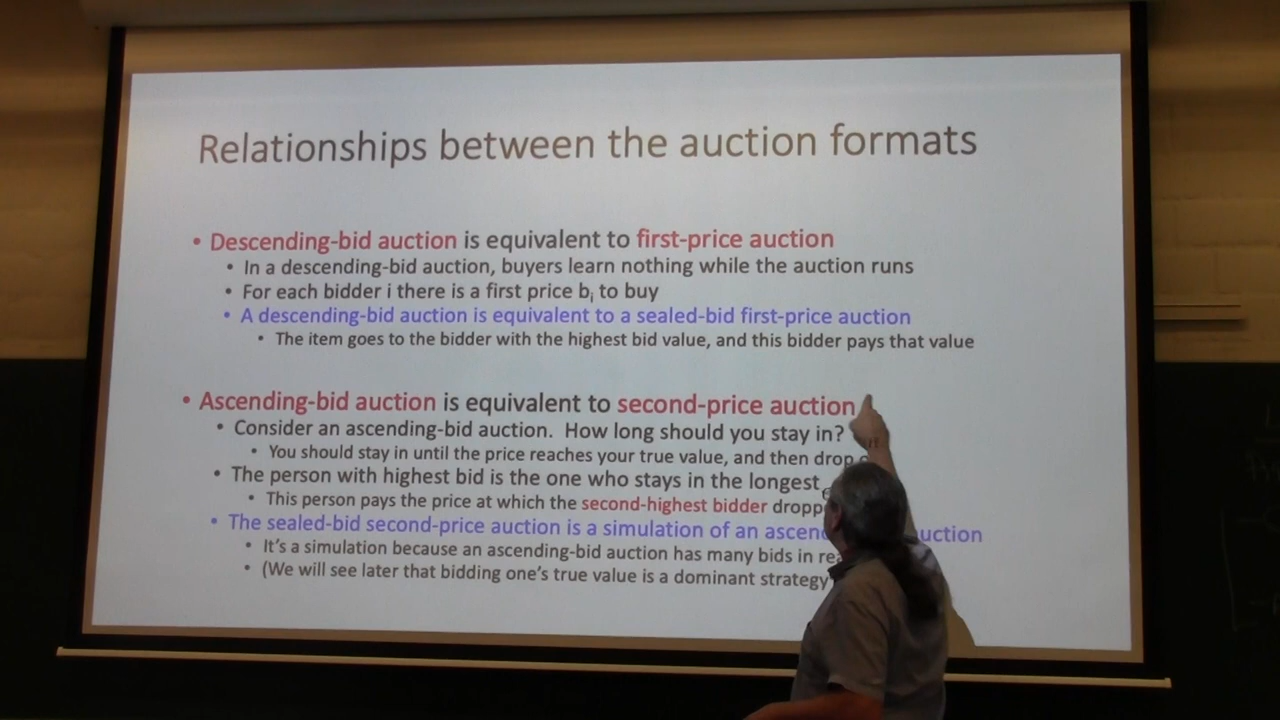 Relationships between the auction formats
• Descending-bid auction is equivalent to first-price auction
• In a descending-bid auction, buyers learn nothing while the auction runs
• For each bidder i there is a first price bᵢ to buy
• A descending-bid auction is equivalent to a sealed-bid first-price auction
• The item goes to the bidder with the highest bid value, and this bidder pays that value
• Ascending-bid auction is equivalent to second-price auction
• Consider an ascending-bid auction. How long should you stay in?
• You should stay in until the price reaches your true value, and then drop
• The person with highest bid is the one who stays in the longest
• This person pays the price at which the second-highest bidder
• The sealed-bid second-price auction is a simulation of an
• It's a simulation because an ascending-bid auction has many bids in
• (We will see later that bidding one's true value is a dominant strategy